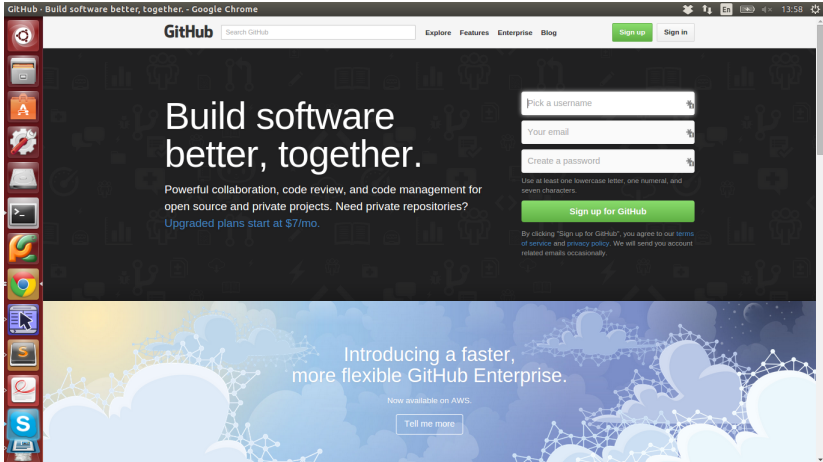 GitHub · Build software better, together. - Google Chrome
En
13:58
GitHub
Search GitHub
Explore Features Enterprise Blog
Sign up
Sign in
Build software
better, together.
Powerful collaboration, code review, and code management for
open source and private projects. Need private repositories?
Upgraded plans start at $7/mo.
Pick a username
Your email
Create a password
Use at least one lowercase letter, one numeral, and
seven characters.
Sign up for GitHub
By clicking "Sign up for GitHub", you agree to our terms
of service and privacy policy. We will send you account
related emails occasionally.
Introducing a faster,
more flexible GitHub Enterprise.
Now available on AWS.
Tell me more